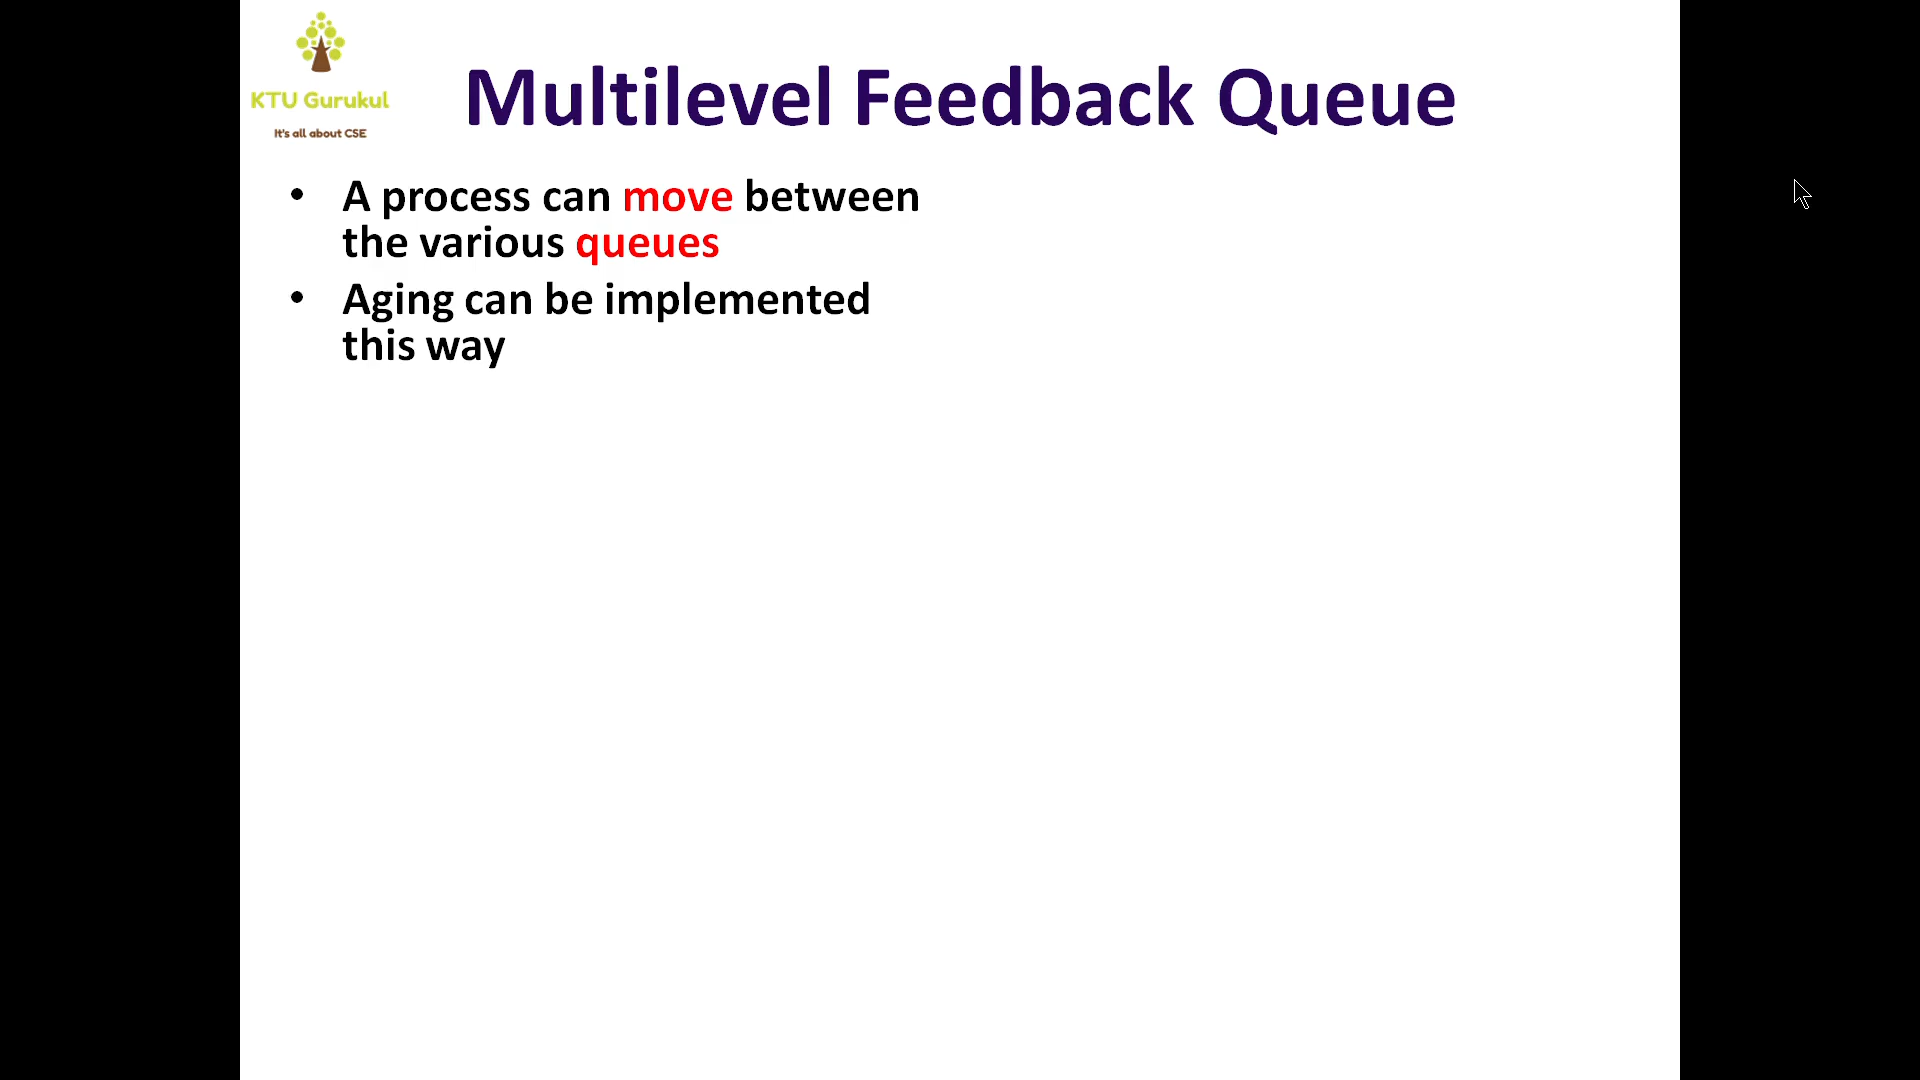 KTU Gurukul
It's all about CSE
Multilevel Feedback Queue
• A process can move between
the various queues
• Aging can be implemented
this way